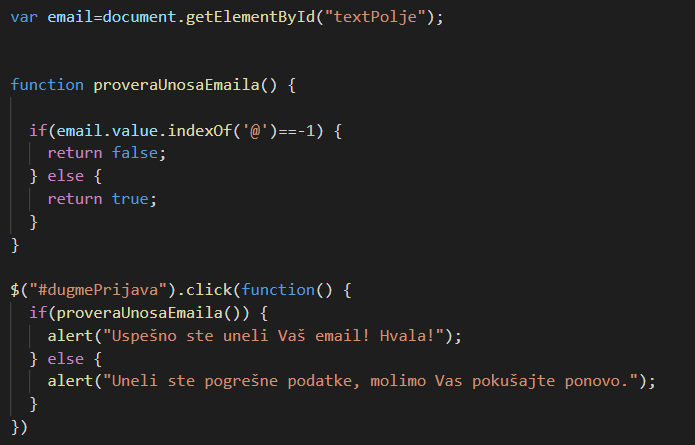 var email=document.getElementById("textPolje");
function proveraUnosaEmaila() {
if(email.value.indexOf('@')==-1) {
return false;
} else {
return true;
}
}
$("#dugmePrijava").click(function() {
if(proveraUnosaEmaila()) {
alert("Uspešno ste uneli Vaš email! Hvala!");
} else {
alert("Uneli ste pogrešne podatke, molimo Vas pokušajte ponovo.");
}
})